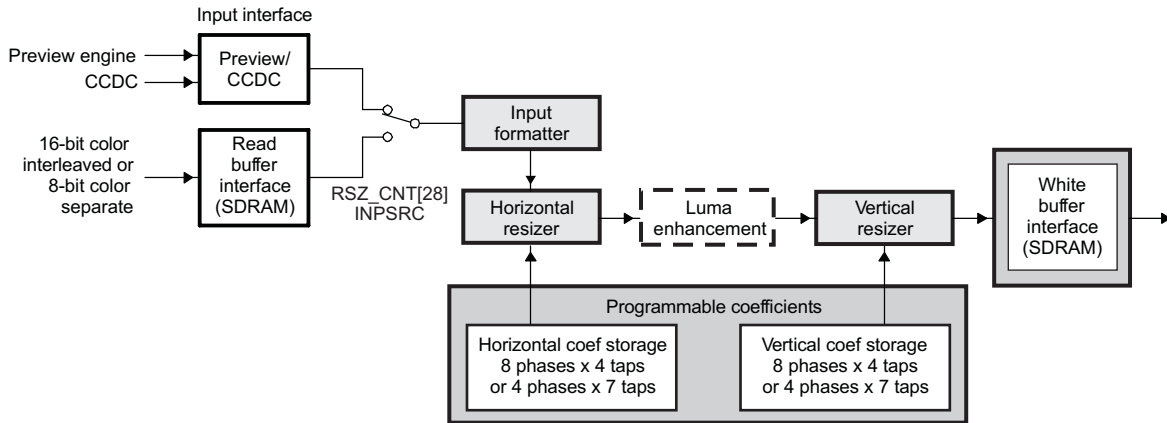 Input interface
Preview engine
CCDC
Preview/
CCDC
16-bit color
interleaved or
8-bit color
separate
Read
buffer
interface
(SDRAM)
RSZ_CNT[28]
INPSRC
Input
formatter
Horizontal
resizer
Luma
enhancement
Vertical
resizer
White
buffer
interface
(SDRAM)
Programmable coefficients
Horizontal coef storage
8 phases x 4 taps
or 4 phases x 7 taps
Vertical coef storage
8 phases x 4 taps
or 4 phases x 7 taps